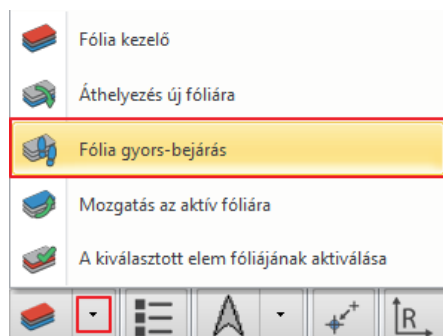 Fólia kezelő
Áthelyezés új fóliára
Fólia gyors-bejárás
Mozgatás az aktív fóliára
A kiválasztott elem fóliájának aktiválása
R